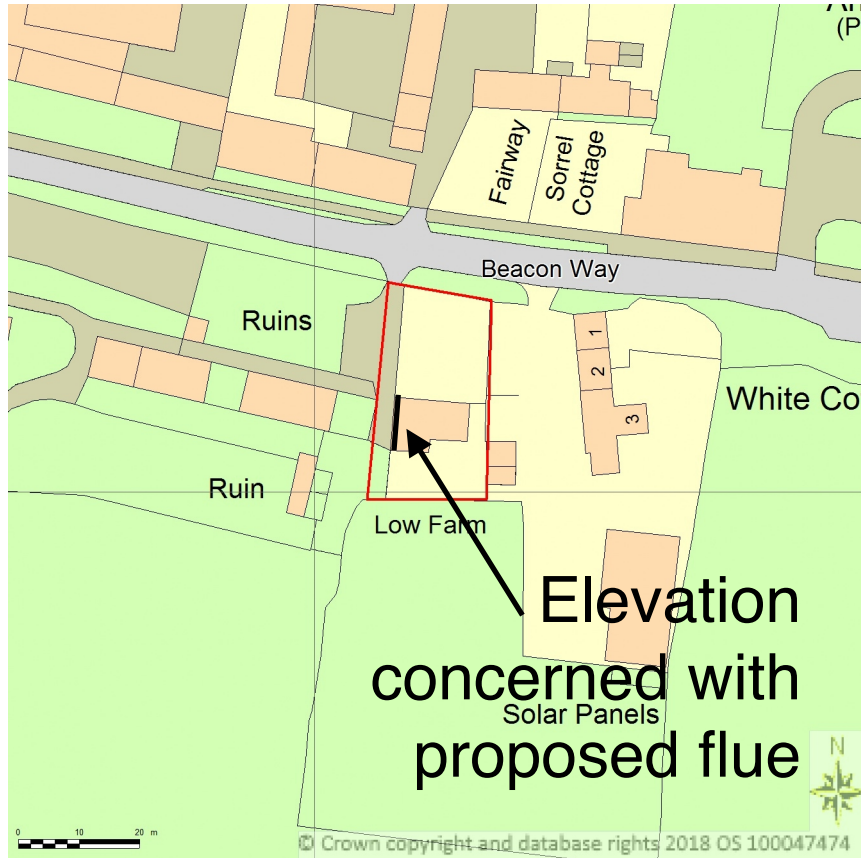 (P
Fairway
Sorrel
Cottage
Beacon Way
Ruins
1
2
3
White Co
Ruin
Low Farm
Elevation
concerned with
Solar Panels
proposed flue
N
0 10 20 m
© Crown copyright and database rights 2018 OS 100047474